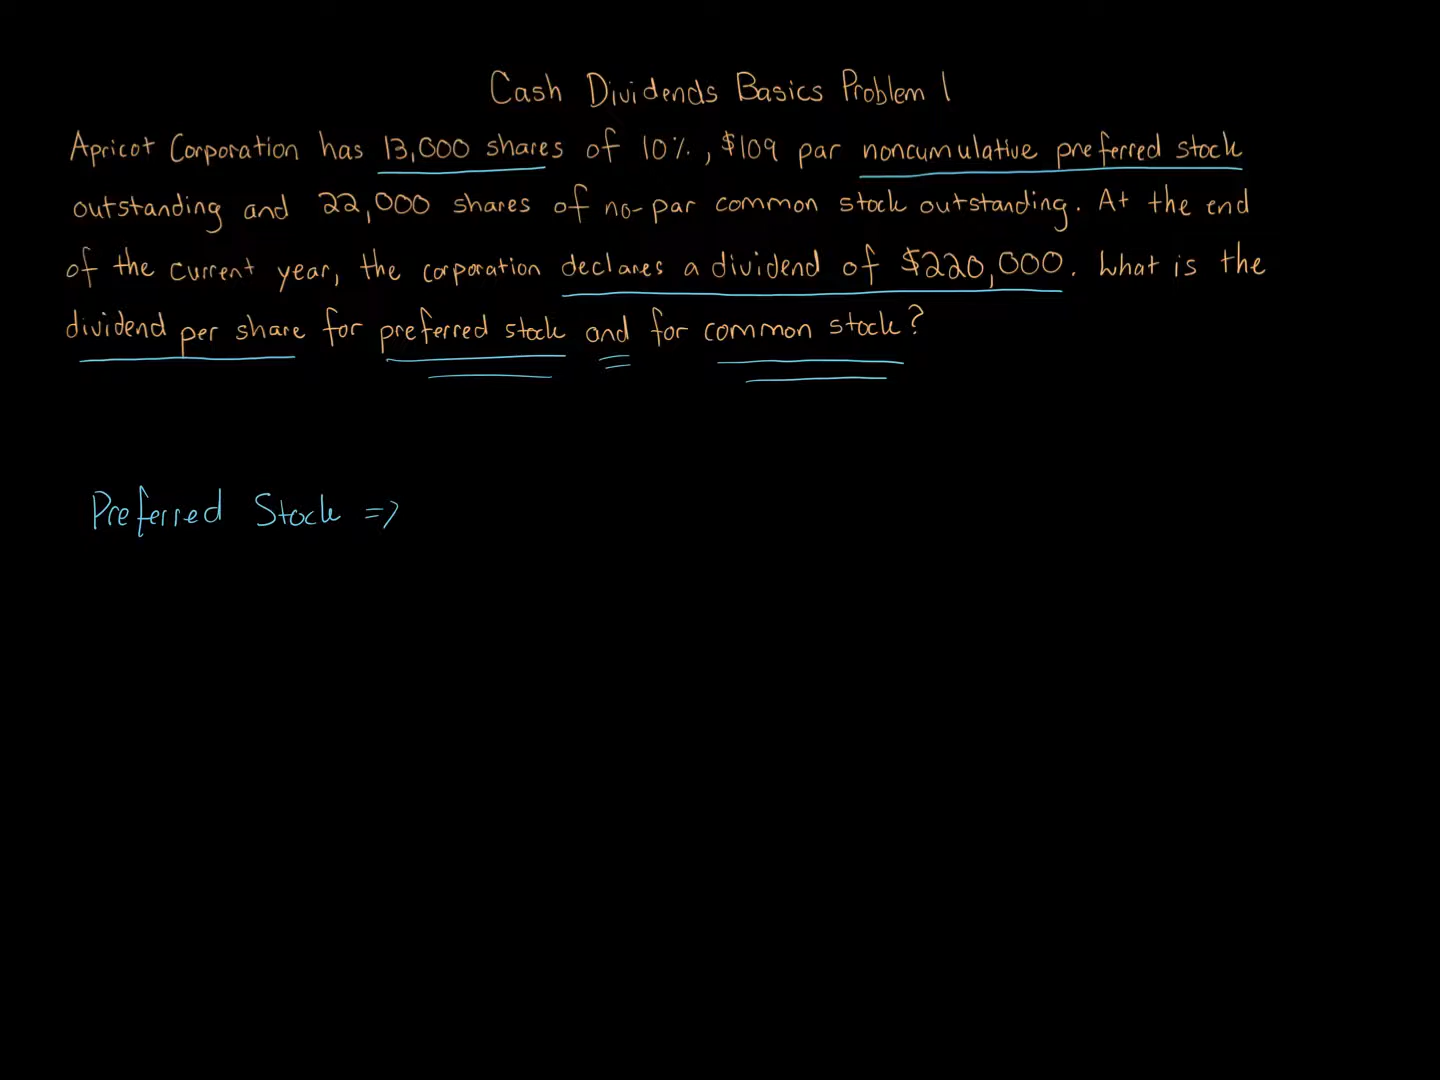 Cash Dividends Basics Problem 1
Apricot Corporation has 13,000 shares of 10%, $109 par noncumulative preferred stock
outstanding and 22,000 shares of no-par common stock outstanding. At the end
of the current year, the corporation declares a dividend of $220,000. What is the
dividend per share for preferred stock and for common stock?
Preferred Stock =>